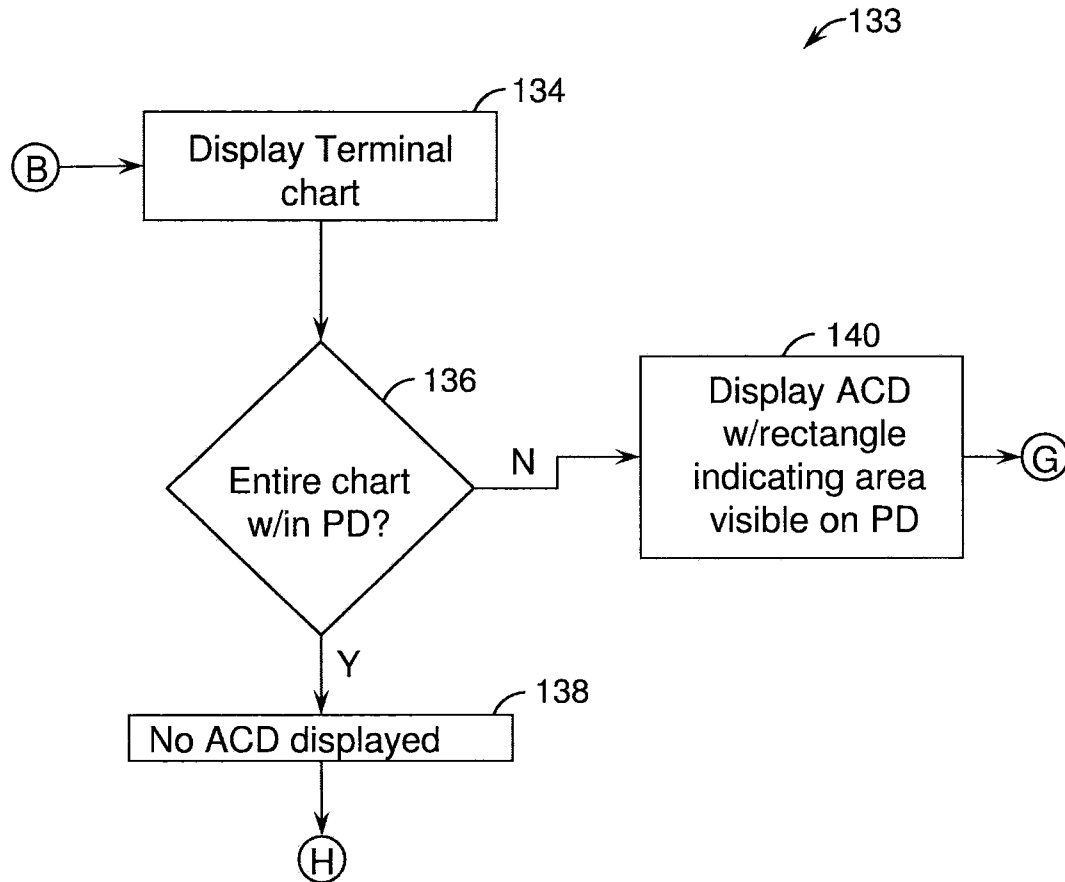 133
134
B
Display Terminal
chart
136
Entire chart
w/in PD?
N
140
Display ACD
w/rectangle
indicating area
visible on PD
G
Y
138
No ACD displayed
H